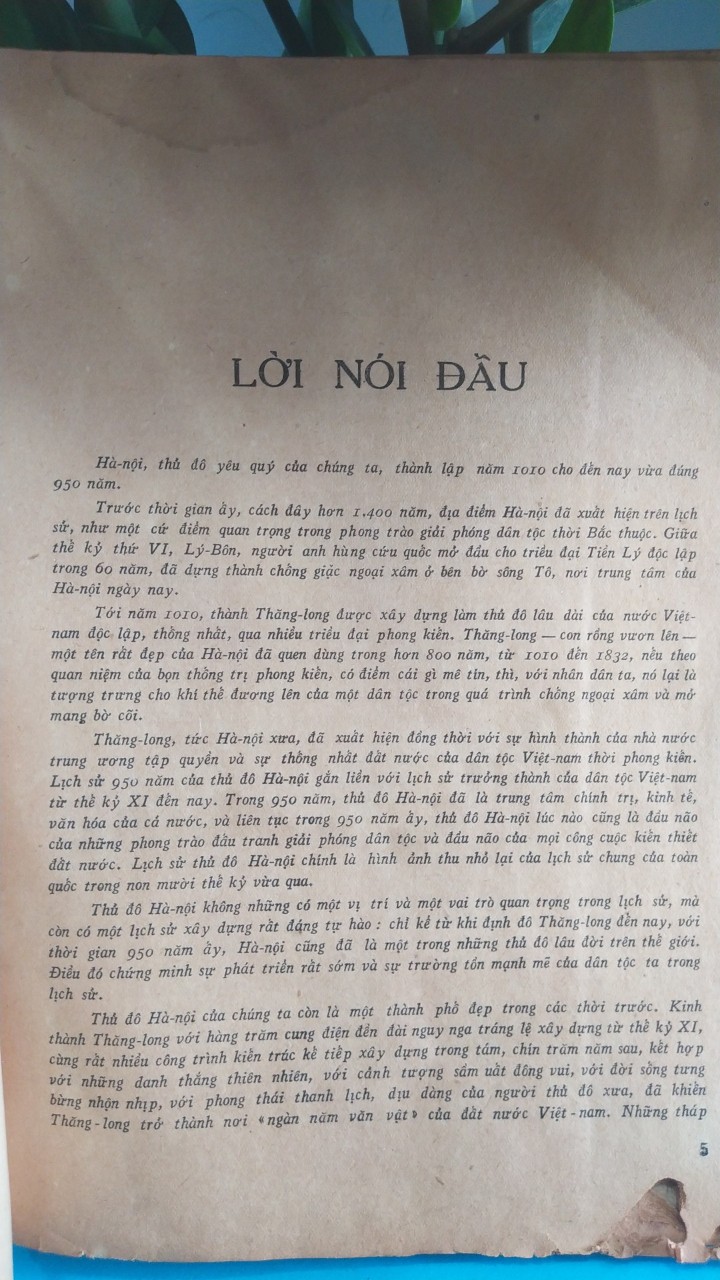 LỜI NÓI ĐẦU
Hà-nội, thủ đô yêu quý của chúng ta, thành lập năm 1010 cho đến nay vừa đúng
950 năm.
Trước thời gian ấy, cách đây hơn 1.400 năm, địa điểm Hà-nội đã xuất hiện trên lịch
sử, như một cứ điểm quan trọng trong phong trào giải phóng dân tộc thời Bắc thuộc. Giữa
thế kỷ thứ VI, Lý-Bôn, người anh hùng cứu quốc mở đầu cho triều đại Tiền Lý độc lập
trong 60 năm, đã dựng thành chống giặc ngoại xâm ở bên bờ sông Tô, nơi trung tâm của
Hà-nội ngày nay.
Tới năm 1010, thành Thăng-long được xây dựng làm thủ đô lâu dài của nước Việt-
nam độc lập, thống nhất, qua nhiều triều đại phong kiến. Thăng-long — con rồng vươn lên —
một tên rất đẹp của Hà-nội đã quen dùng trong hơn 800 năm, từ 1010 đến 1832, nếu theo
quan niệm của bọn thống trị phong kiến, có điểm cái gì mê tín, thì, với nhân dân ta, nó lại là
tượng trưng cho khí thế đương lên của một dân tộc trong quá trình chống ngoại xâm và mở
mang bờ cõi.
Thăng-long, tức Hà-nội xưa, đã xuất hiện đồng thời với sự hình thành của nhà nước
trung ương tập quyền và sự thống nhất đất nước của dân tộc Việt-nam thời phong kiến.
Lịch sử 950 năm của thủ đô Hà-nội gắn liền với lịch sử trưởng thành của dân tộc Việt-nam
từ thế kỷ XI đến nay. Trong 950 năm, thủ đô Hà-nội đã là trung tâm chính trị, kinh tế,
văn hóa của cả nước, và liên tục trong 950 năm ấy, thủ đô Hà-nội lúc nào cũng là đầu não
của những phong trào đấu tranh giải phóng dân tộc và đầu não của mọi công cuộc kiến thiết
đất nước. Lịch sử thủ đô Hà-nội chính là hình ảnh thu nhỏ lại của lịch sử chung của toàn
quốc trong non mười thế kỷ vừa qua.
Thủ đô Hà-nội không những có một vị trí và một vai trò quan trọng trong lịch sử, mà
còn có một lịch sử xây dựng rất đáng tự hào : chỉ kể từ khi định đô Thăng-long đến nay, với
thời gian 950 năm ấy, Hà-nội cũng đã là một trong những thủ đô lâu đời trên thế giới.
Điều đó chứng minh sự phát triển rất sớm và sự trường tồn mạnh mẽ của dân tộc ta trong
lịch sử.
Thủ đô Hà-nội của chúng ta còn là một thành phố đẹp trong các thời trước. Kinh
thành Thăng-long với hàng trăm cung điện đền đài nguy nga tráng lệ xây dựng từ thế kỷ XI,
cùng rất nhiều công trình kiến trúc kế tiếp xây dựng trong tám, chín trăm năm sau, kết hợp
với những danh thắng thiên nhiên, với cảnh tượng sầm uất đông vui, với đời sống tưng
bừng nhộn nhịp, với phong thái thanh lịch, dịu dàng của người thủ đô xưa, đã khiến
Thăng-long trở thành nơi «ngàn năm văn vật» của đất nước Việt-nam. Những tháp
5